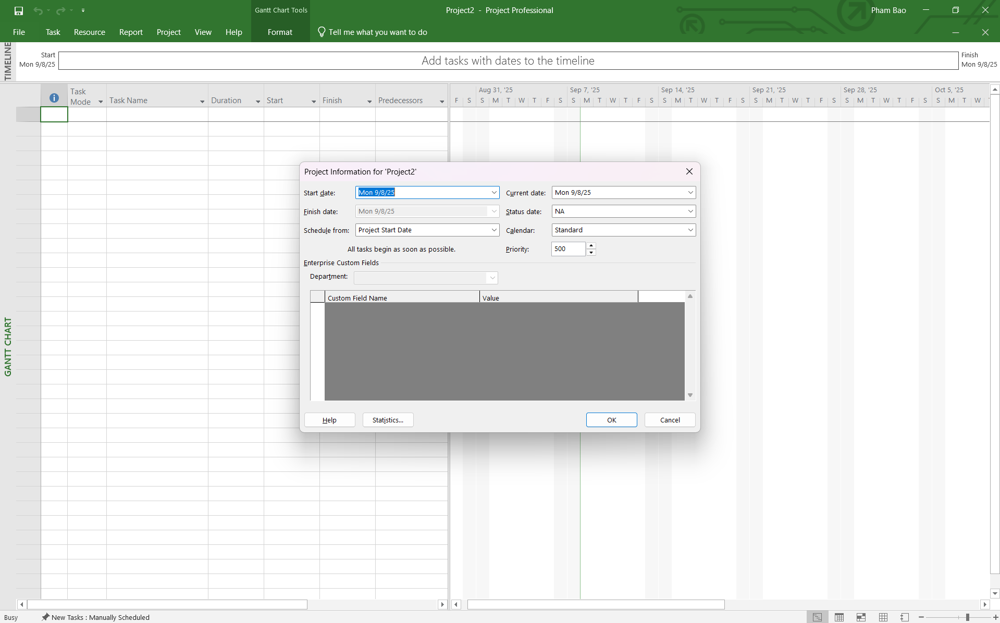 Gantt Chart Tools
Project2 - Project Professional
Pham Bao
File Task Resource Report Project View Help Format Tell me what you want to do
TIMELINE
Start
Mon 9/8/25
Add tasks with dates to the timeline
Finish
Mon 9/8/25
Task Mode
Task Name
Duration
Start
Finish
Predecessors
Aug 31, '25 Sep 7, '25 Sep 14, '25 Sep 21, '25 Sep 28, '25 Oct 5, '25
F S S M T W T F S S M T W T F S S M T W T F S S M T W T F S S M T W T F S S M T W
GANTT CHART
Project Information for 'Project2'
Start date: Mon 9/8/25 Current date: Mon 9/8/25
Finish date: Mon 9/8/25 Status date: NA
Schedule from: Project Start Date Calendar: Standard
All tasks begin as soon as possible. Priority: 500
Enterprise Custom Fields
Department:
Custom Field Name Value
Help Statistics... OK Cancel
Busy New Tasks : Manually Scheduled